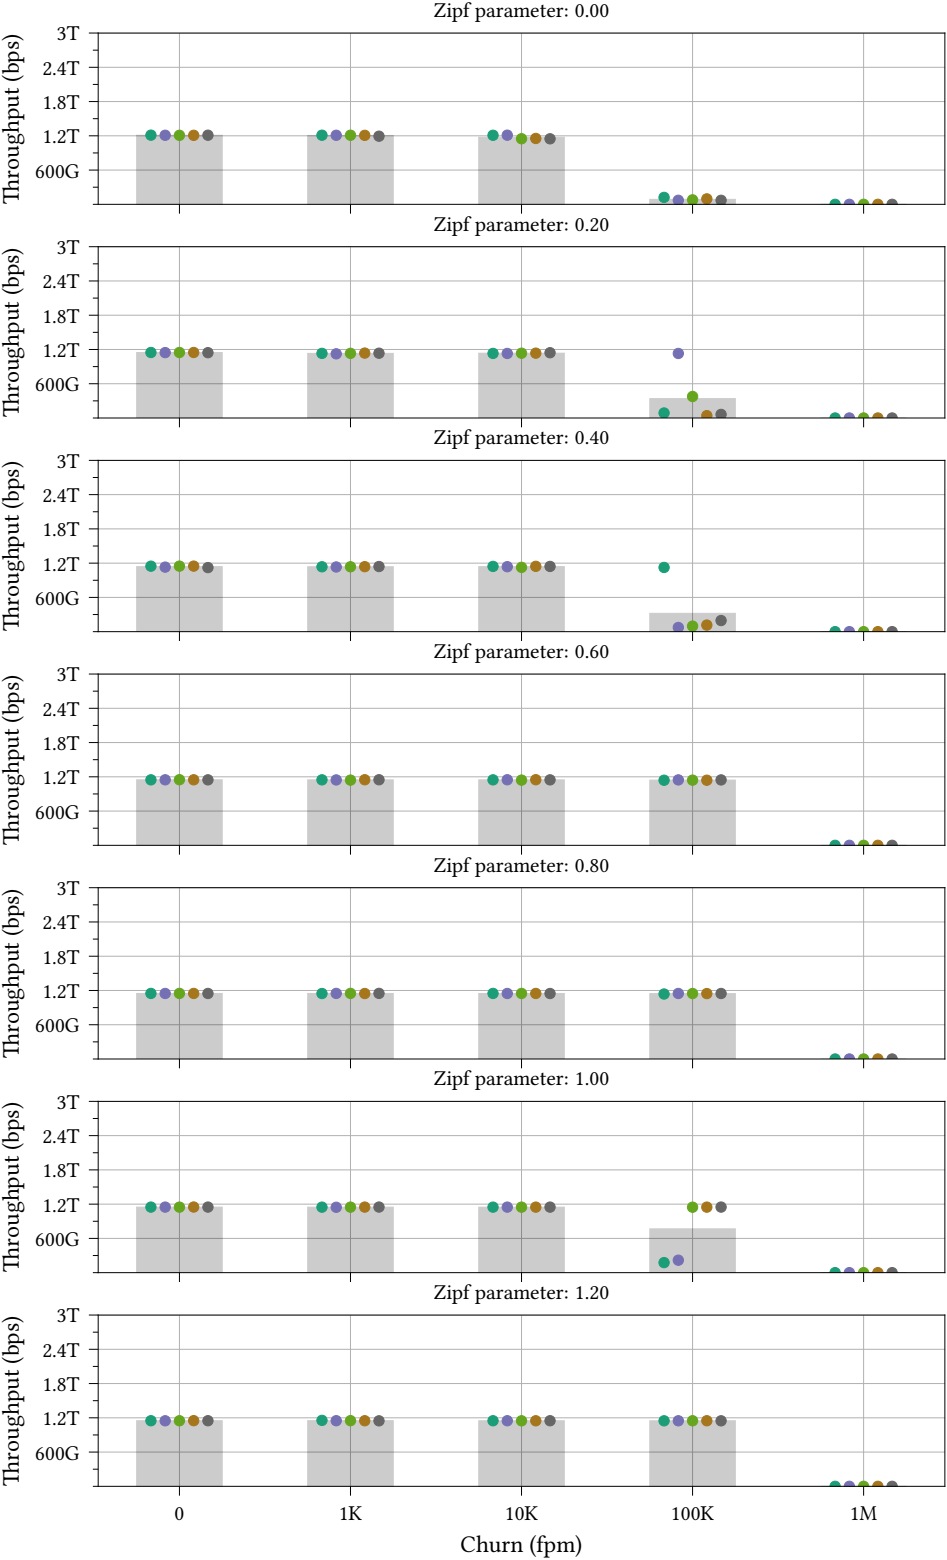 Zipf parameter: 0.00
Throughput (bps)
3T
2.4T
1.8T
1.2T
600G
Zipf parameter: 0.20
Throughput (bps)
3T
2.4T
1.8T
1.2T
600G
Zipf parameter: 0.40
Throughput (bps)
3T
2.4T
1.8T
1.2T
600G
Zipf parameter: 0.60
Throughput (bps)
3T
2.4T
1.8T
1.2T
600G
Zipf parameter: 0.80
Throughput (bps)
3T
2.4T
1.8T
1.2T
600G
Zipf parameter: 1.00
Throughput (bps)
3T
2.4T
1.8T
1.2T
600G
Zipf parameter: 1.20
Throughput (bps)
3T
2.4T
1.8T
1.2T
600G
0 1K 10K 100K 1M
Churn (fpm)